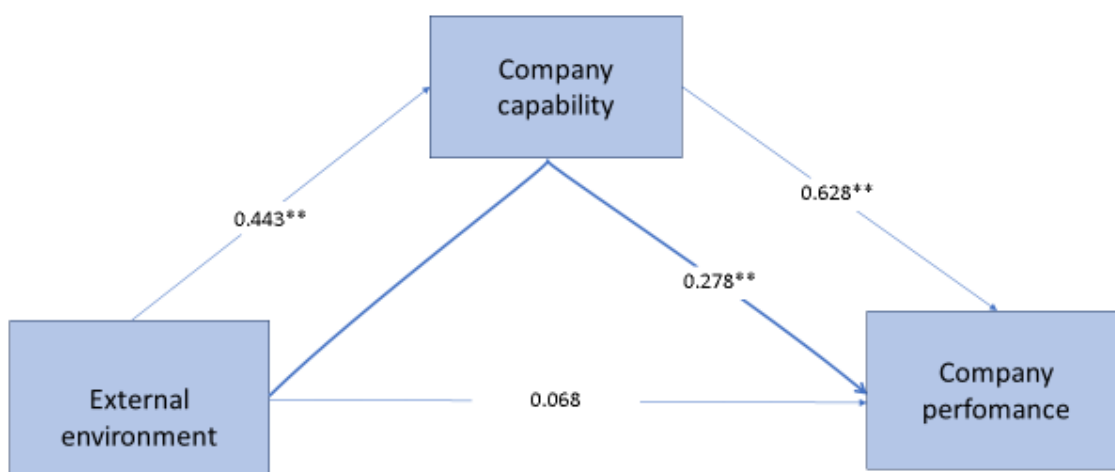 Company
capability
0.443**
0.628**
0.278**
External
environment
0.068
Company
perfomance